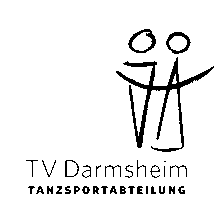 TV Darmsheim
TANZSPORTABTEILUNG